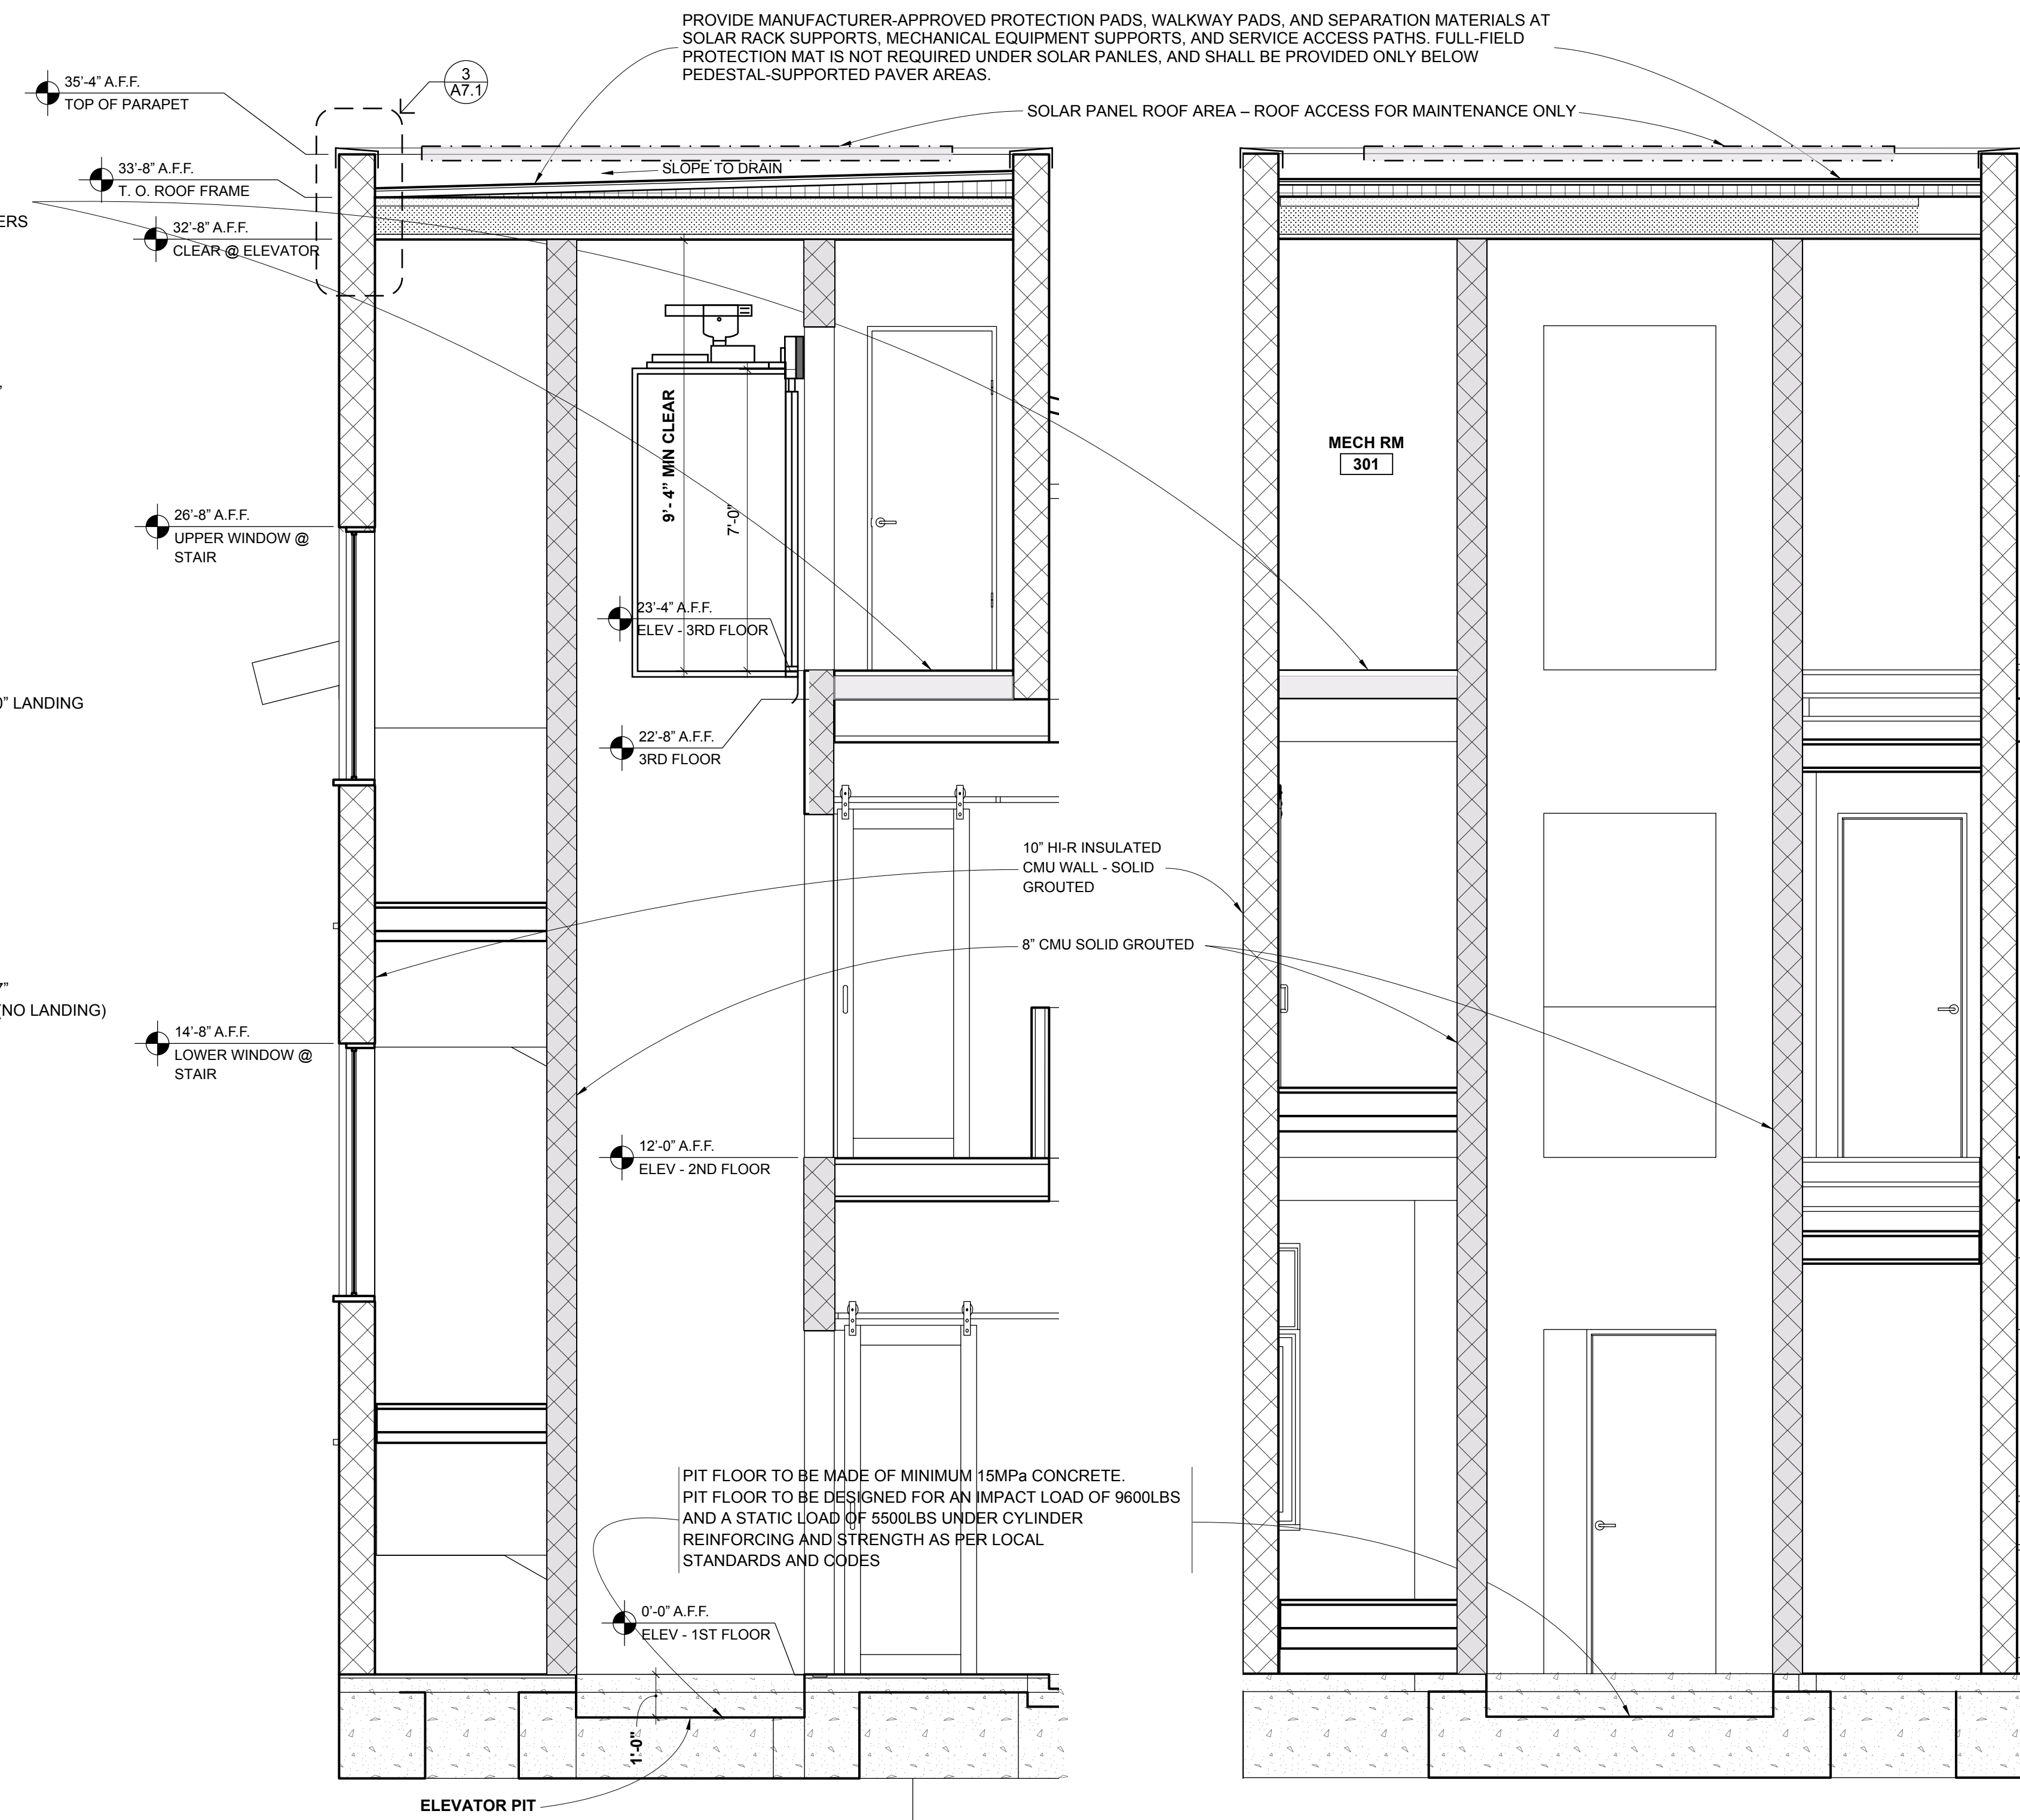 PROVIDE MANUFACTURER-APPROVED PROTECTION PADS, WALKWAY PADS, AND SEPARATION MATERIALS AT
SOLAR RACK SUPPORTS, MECHANICAL EQUIPMENT SUPPORTS, AND SERVICE ACCESS PATHS. FULL-FIELD
PROTECTION MAT IS NOT REQUIRED UNDER SOLAR PANLES, AND SHALL BE PROVIDED ONLY BELOW
PEDESTAL-SUPPORTED PAVER AREAS.
3
A7.1
35'-4" A.F.F.
TOP OF PARAPET
SOLAR PANEL ROOF AREA – ROOF ACCESS FOR MAINTENANCE ONLY
33'-8" A.F.F.
T. O. ROOF FRAME
SLOPE TO DRAIN
ERS
32'-8" A.F.F.
CLEAR @ ELEVATOR
9'- 4" MIN CLEAR
7'-0"
MECH RM
301
26'-8" A.F.F.
UPPER WINDOW @
STAIR
23'-4" A.F.F.
ELEV - 3RD FLOOR
0" LANDING
22'-8" A.F.F.
3RD FLOOR
10" HI-R INSULATED
CMU WALL - SOLID
GROUTED
8" CMU SOLID GROUTED
7"
(NO LANDING)
14'-8" A.F.F.
LOWER WINDOW @
STAIR
12'-0" A.F.F.
ELEV - 2ND FLOOR
PIT FLOOR TO BE MADE OF MINIMUM 15MPa CONCRETE.
PIT FLOOR TO BE DESIGNED FOR AN IMPACT LOAD OF 9600LBS
AND A STATIC LOAD OF 5500LBS UNDER CYLINDER
REINFORCING AND STRENGTH AS PER LOCAL
STANDARDS AND CODES
0'-0" A.F.F.
ELEV - 1ST FLOOR
1'-0"
ELEVATOR PIT